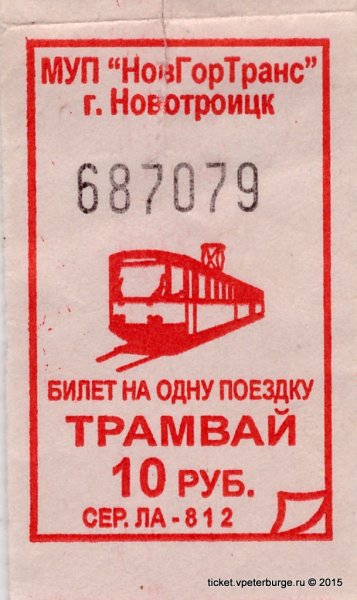 МУП “НовГорТранс”
г. Новотроицк
687079
БИЛЕТ НА ОДНУ ПОЕЗДКУ
ТРАМВАЙ
10 РУБ.
СЕР. ЛА - 812
ticket.vpeterburge.ru © 2015